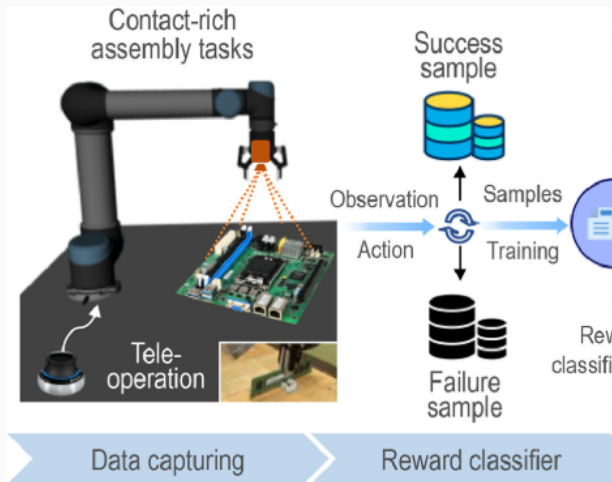 Contact-rich
assembly tasks
Success
sample
Observation
Samples
Action
Training
Tele-
operation
Failure
sample
Data capturing
Reward classifier